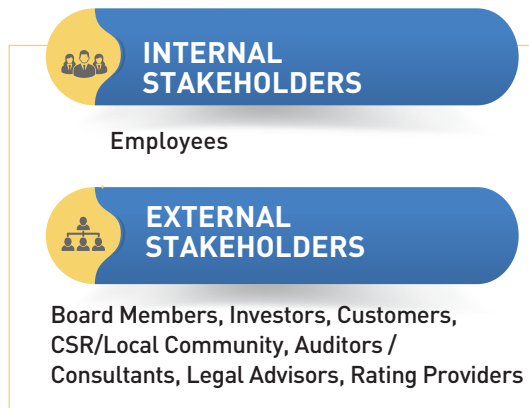 INTERNAL
STAKEHOLDERS
Employees
EXTERNAL
STAKEHOLDERS
Board Members, Investors, Customers,
CSR/Local Community, Auditors /
Consultants, Legal Advisors, Rating Providers